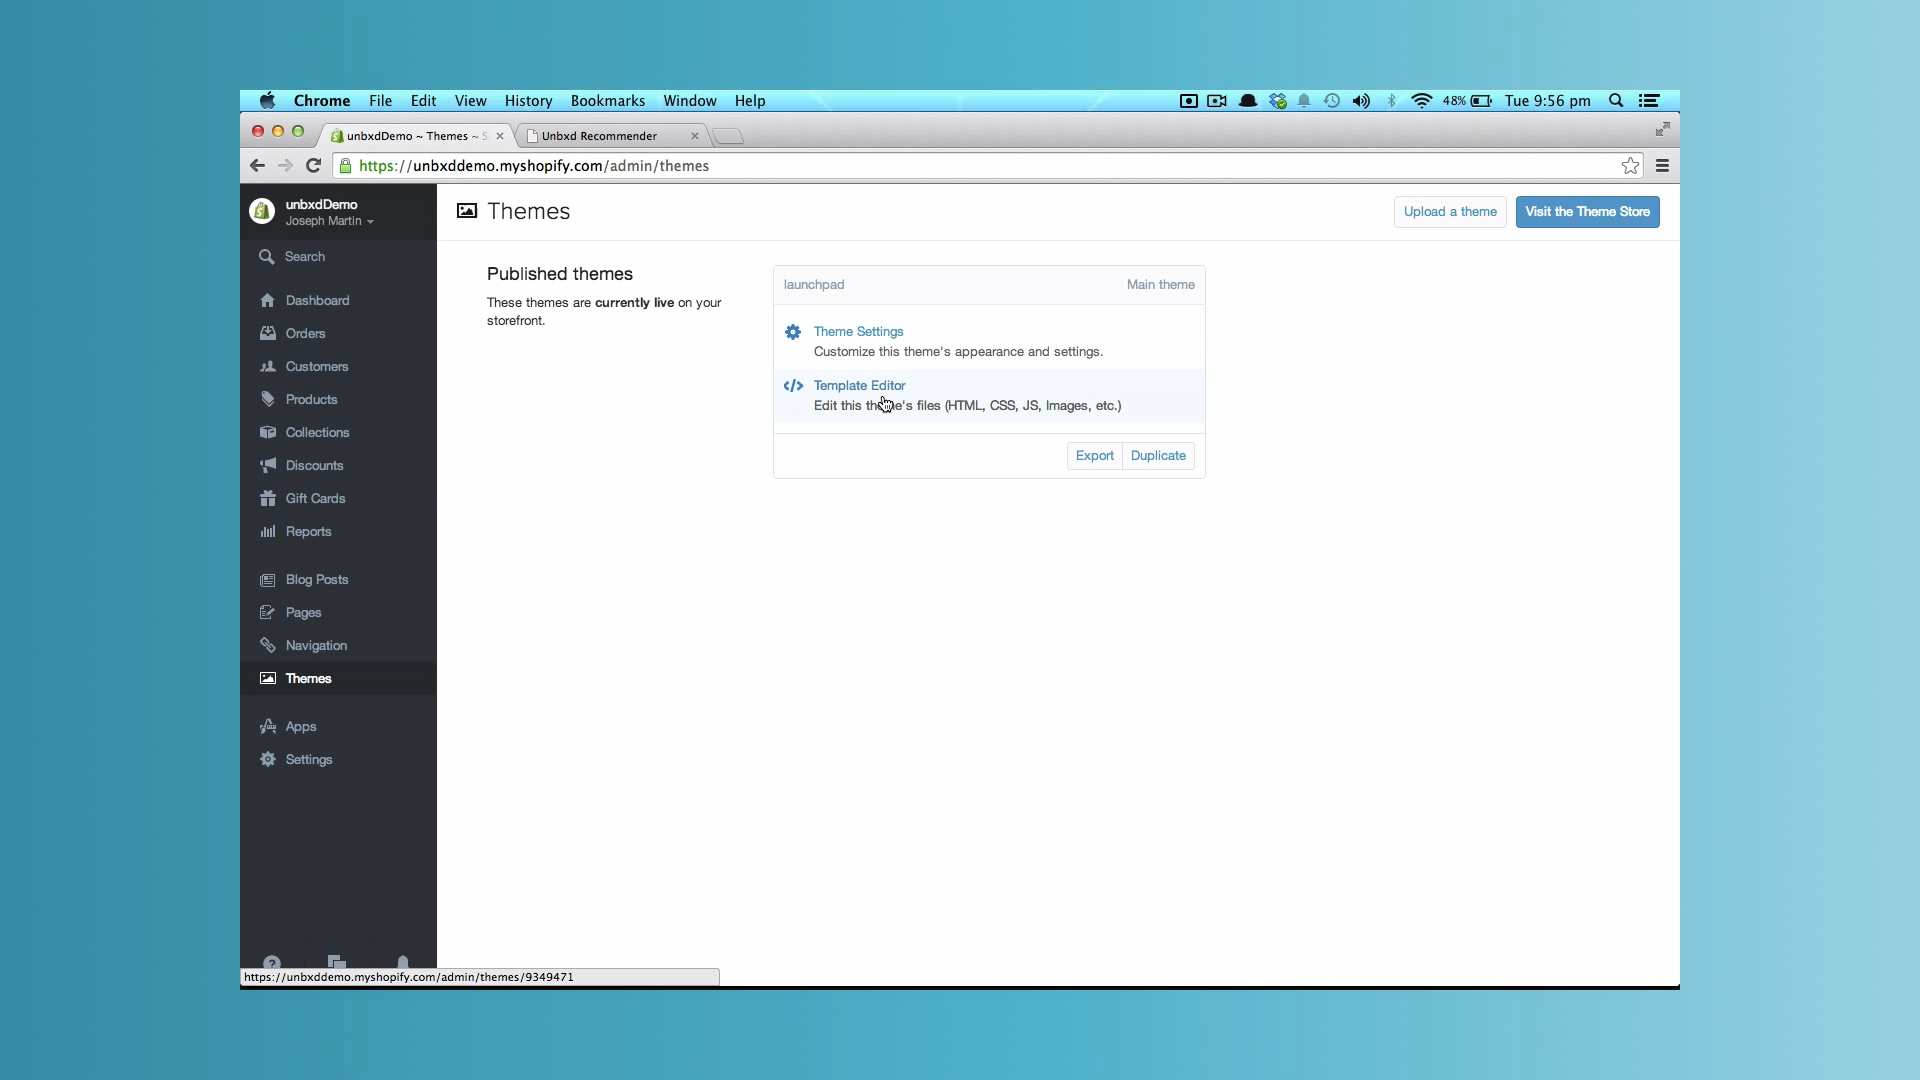 Chrome File Edit View History Bookmarks Window Help 48% Tue 9:56 pm
unbxdDemo ~ Themes ~ S Unbxd Recommender
https://unbxddemo.myshopify.com/admin/themes
unbxdDemo
Joseph Martin
Themes
Upload a theme
Visit the Theme Store
Search
Dashboard
Orders
Customers
Products
Collections
Discounts
Gift Cards
Reports
Blog Posts
Pages
Navigation
Themes
Apps
Settings
Published themes
These themes are currently live on your
storefront.
launchpad Main theme
Theme Settings
Customize this theme's appearance and settings.
Template Editor
Edit this theme's files (HTML, CSS, JS, Images, etc.)
Export Duplicate
https://unbxddemo.myshopify.com/admin/themes/9349471